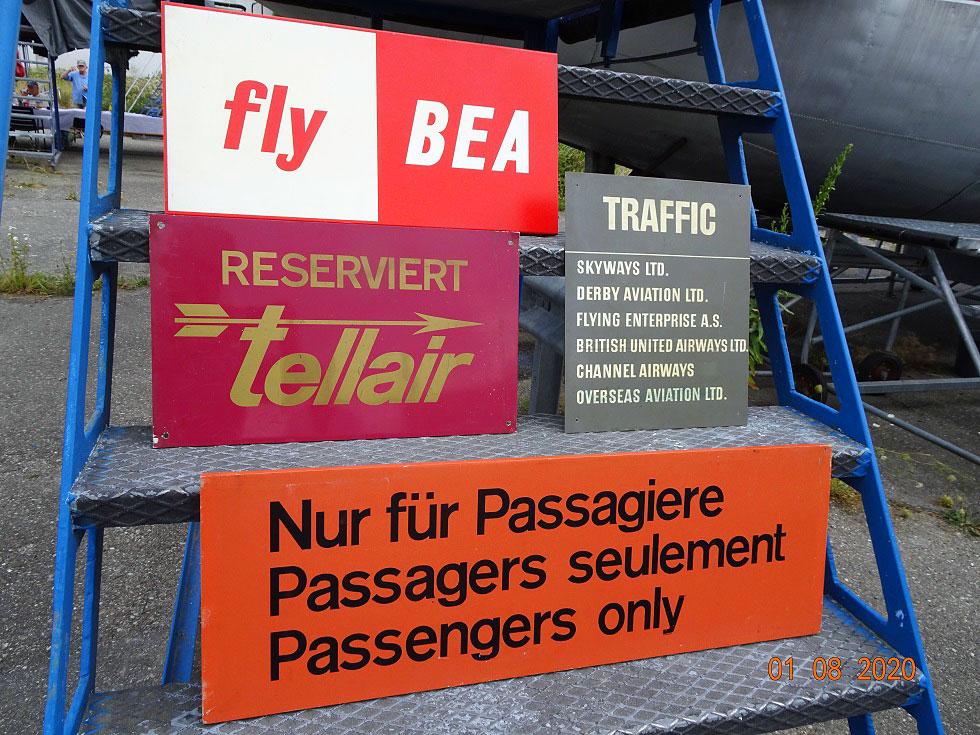 fly BEA
RESERVIERT
tellair
TRAFFIC
SKYWAYS LTD.
DERBY AVIATION LTD.
FLYING ENTERPRISE A.S.
BRITISH UNITED AIRWAYS LTD.
CHANNEL AIRWAYS
OVERSEAS AVIATION LTD.
Nur für Passagiere
Passagers seulement
Passengers only
01 08 2020